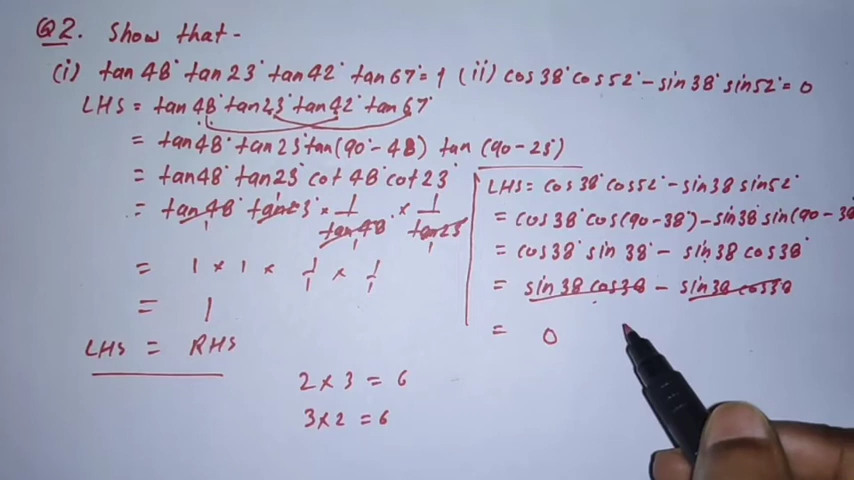 Q2. Show that-
(i) tan 48° tan 23° tan 42° tan 67° = 1 (ii) cos 38° cos 52° - sin 38° sin 52° = 0
LHS = tan 48° tan 23° tan 42° tan 67°
= tan 48° tan 23° tan (90° - 48) tan (90 - 23°)
= tan 48° tan 23° cot 48° cot 23°
= tan 48° tan 23° × 1/tan 48° × 1/tan 23°
= 1 × 1 × 1/1 × 1/1
= 1
LHS = RHS
LHS = cos 38° cos 52° - sin 38 sin 52°
= cos 38° cos (90 - 38°) - sin 38 sin (90 - 38
= cos 38° sin 38° - sin 38 cos 38°
= sin 38 cos 38 - sin 38 cos 38
= 0
2 × 3 = 6
3 × 2 = 6